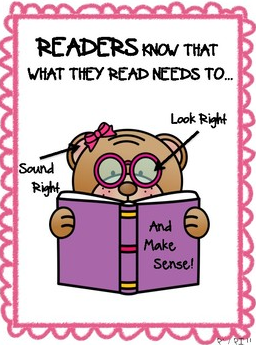 READERS KNOW THAT
WHAT THEY READ NEEDS TO...
Look Right
Sound
Right
And
Make
Sense!